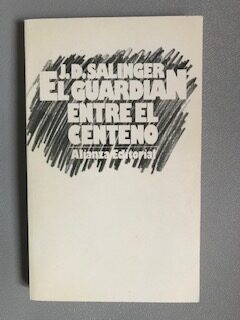 J.D. SALINGER
EL GUARDIAN
ENTRE EL
CENTENO
Alianza Editorial